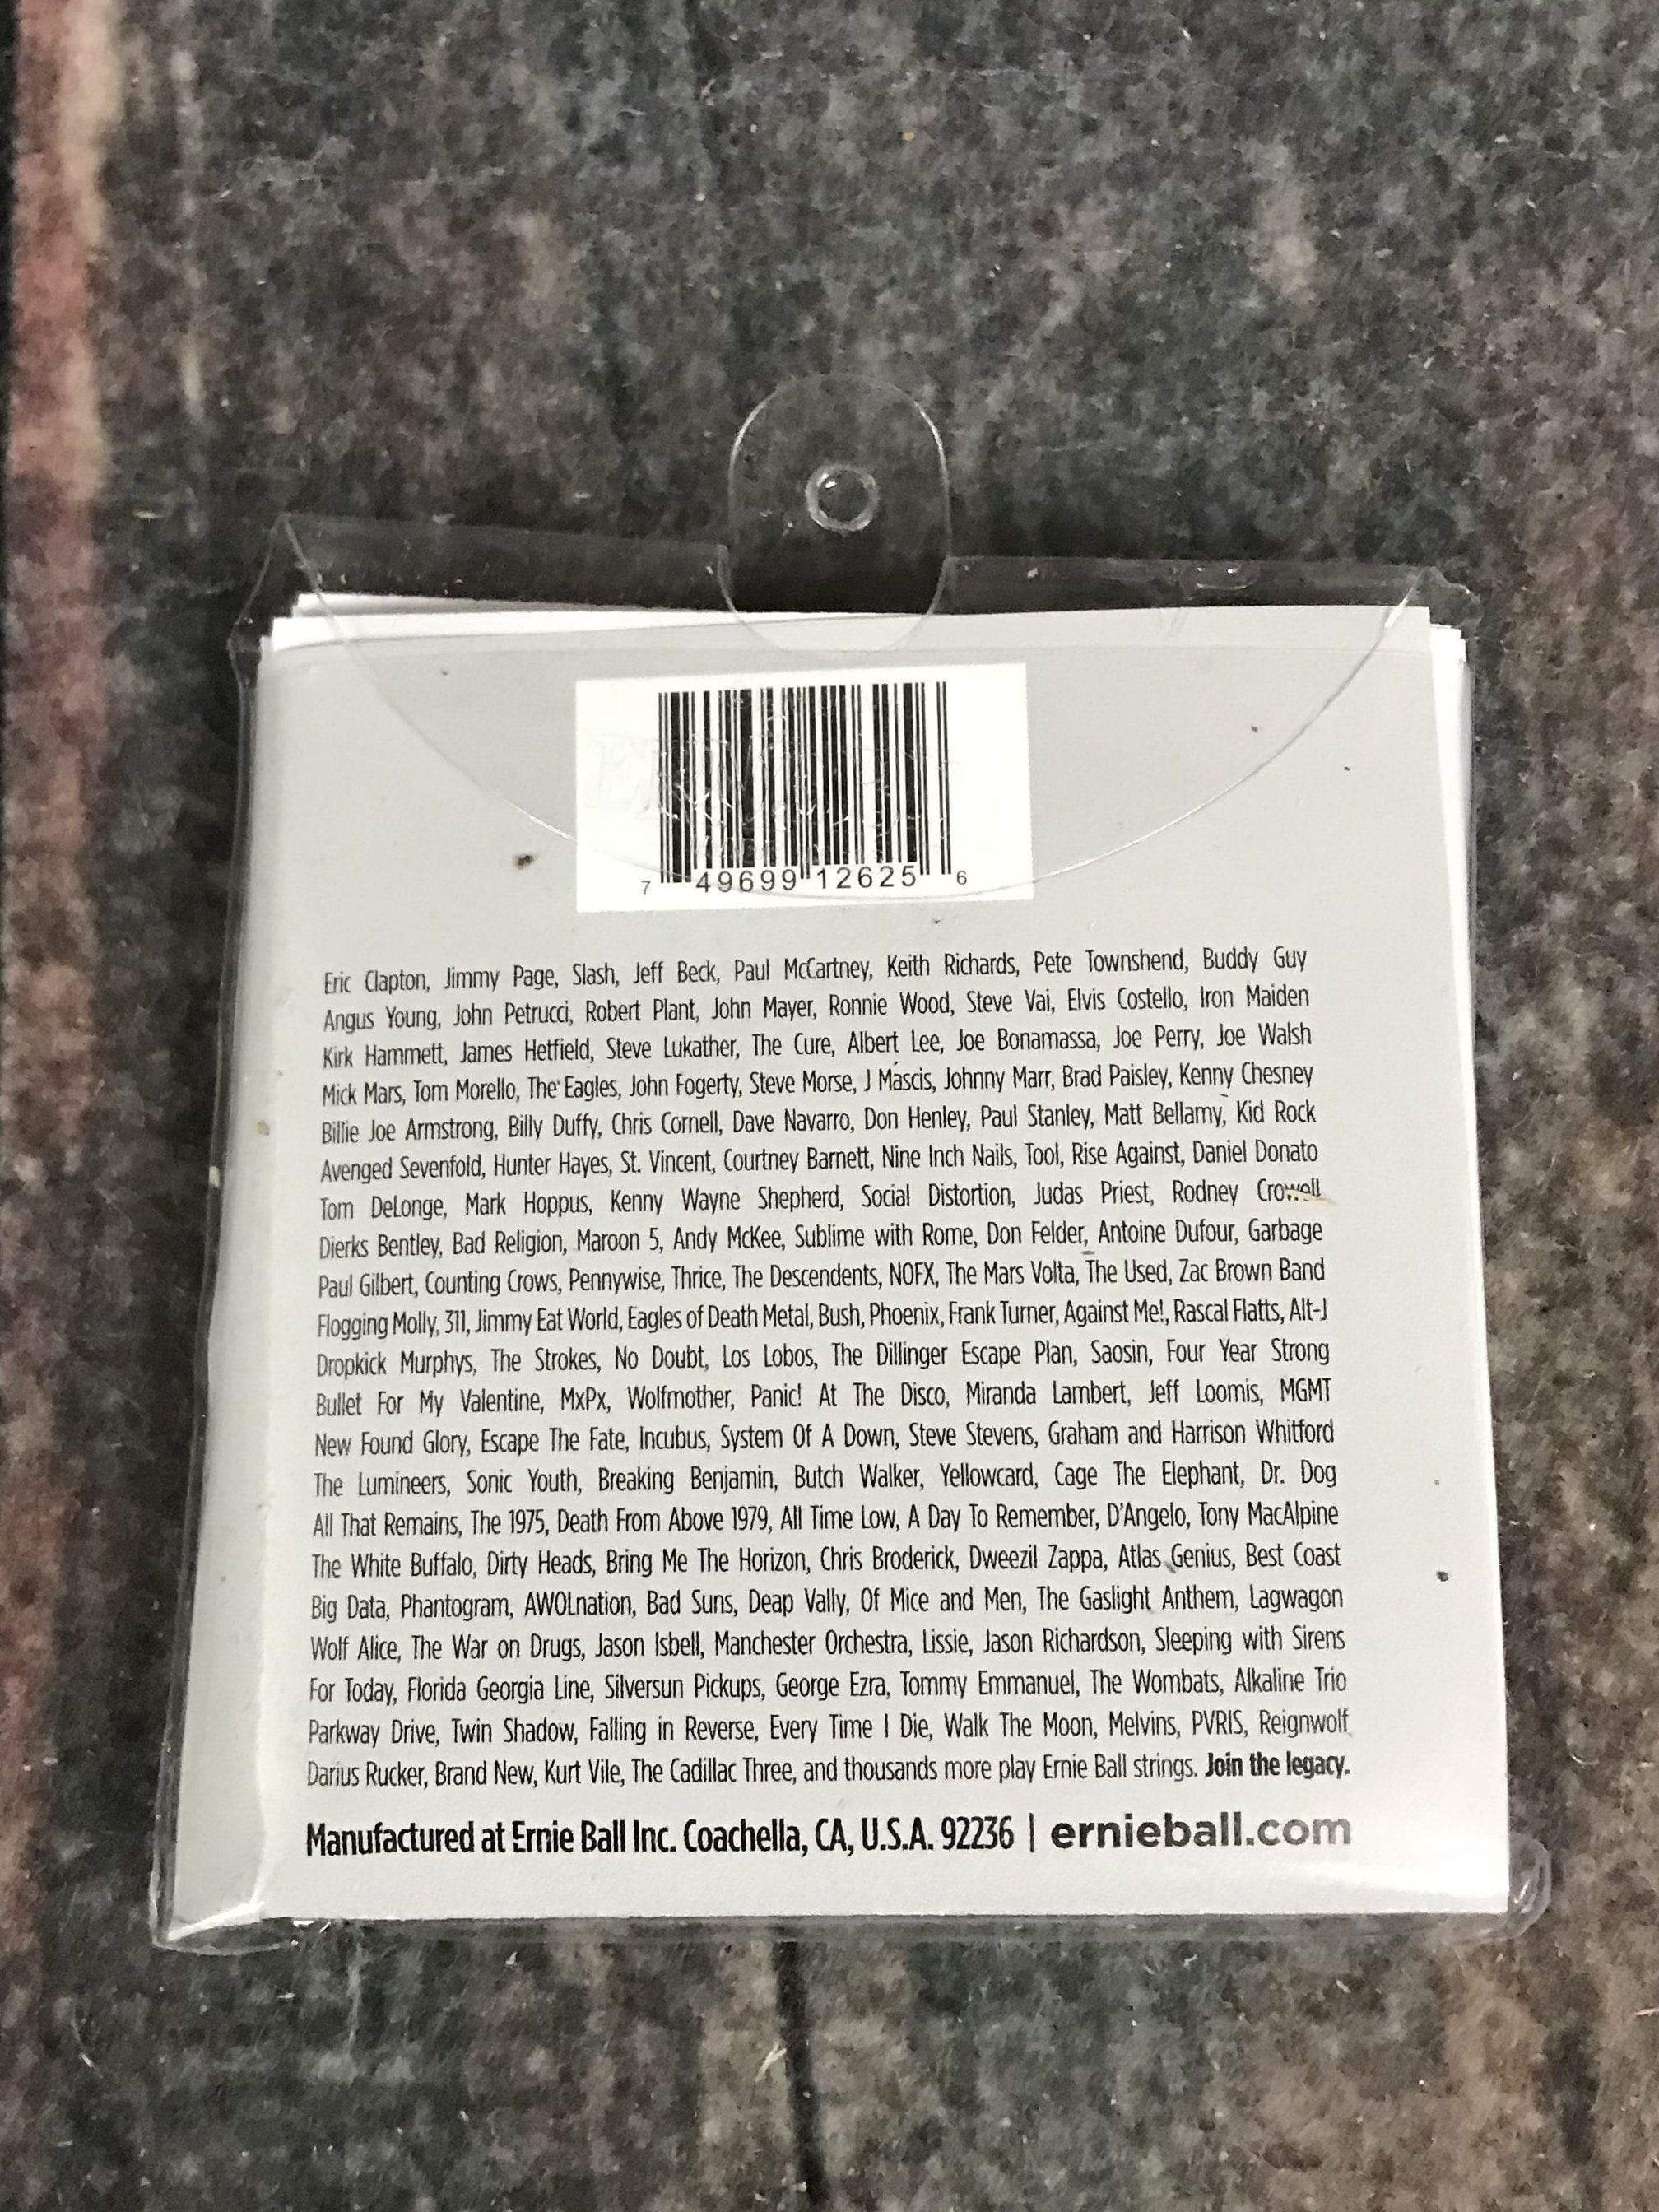 7 49699 12625 6
Eric Clapton, Jimmy Page, Slash, Jeff Beck, Paul McCartney, Keith Richards, Pete Townshend, Buddy Guy
Angus Young, John Petrucci, Robert Plant, John Mayer, Ronnie Wood, Steve Vai, Elvis Costello, Iron Maiden
Kirk Hammett, James Hetfield, Steve Lukather, The Cure, Albert Lee, Joe Bonamassa, Joe Perry, Joe Walsh
Mick Mars, Tom Morello, The Eagles, John Fogerty, Steve Morse, J Mascis, Johnny Marr, Brad Paisley, Kenny Chesney
Billie Joe Armstrong, Billy Duffy, Chris Cornell, Dave Navarro, Don Henley, Paul Stanley, Matt Bellamy, Kid Rock
Avenged Sevenfold, Hunter Hayes, St. Vincent, Courtney Barnett, Nine Inch Nails, Tool, Rise Against, Daniel Donato
Tom DeLonge, Mark Hoppus, Kenny Wayne Shepherd, Social Distortion, Judas Priest, Rodney Crowell
Dierks Bentley, Bad Religion, Maroon 5, Andy McKee, Sublime with Rome, Don Felder, Antoine Dufour, Garbage
Paul Gilbert, Counting Crows, Pennywise, Thrice, The Descendents, NOFX, The Mars Volta, The Used, Zac Brown Band
Flogging Molly, 311, Jimmy Eat World, Eagles of Death Metal, Bush, Phoenix, Frank Turner, Against Me!, Rascal Flatts, Alt-J
Dropkick Murphys, The Strokes, No Doubt, Los Lobos, The Dillinger Escape Plan, Saosin, Four Year Strong
Bullet For My Valentine, MxPx, Wolfmother, Panic! At The Disco, Miranda Lambert, Jeff Loomis, MGMT
New Found Glory, Escape The Fate, Incubus, System Of A Down, Steve Stevens, Graham and Harrison Whitford
The Lumineers, Sonic Youth, Breaking Benjamin, Butch Walker, Yellowcard, Cage The Elephant, Dr. Dog
All That Remains, The 1975, Death From Above 1979, All Time Low, A Day To Remember, D'Angelo, Tony MacAlpine
The White Buffalo, Dirty Heads, Bring Me The Horizon, Chris Broderick, Dweezil Zappa, Atlas Genius, Best Coast
Big Data, Phantogram, AWOLnation, Bad Suns, Deap Vally, Of Mice and Men, The Gaslight Anthem, Lagwagon
Wolf Alice, The War on Drugs, Jason Isbell, Manchester Orchestra, Lissie, Jason Richardson, Sleeping with Sirens
For Today, Florida Georgia Line, Silversun Pickups, George Ezra, Tommy Emmanuel, The Wombats, Alkaline Trio
Parkway Drive, Twin Shadow, Falling in Reverse, Every Time I Die, Walk The Moon, Melvins, PVRIS, Reignwolf
Darius Rucker, Brand New, Kurt Vile, The Cadillac Three, and thousands more play Ernie Ball strings. Join the legacy.
Manufactured at Ernie Ball Inc. Coachella, CA, U.S.A. 92236 | ernieball.com